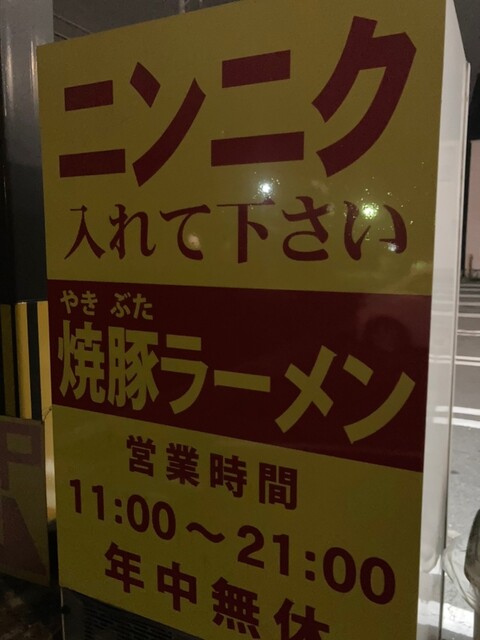 ニンニク
入れて下さい
やき ぶた
焼豚ラーメン
営業時間
11:00～21:00
年中無休
P